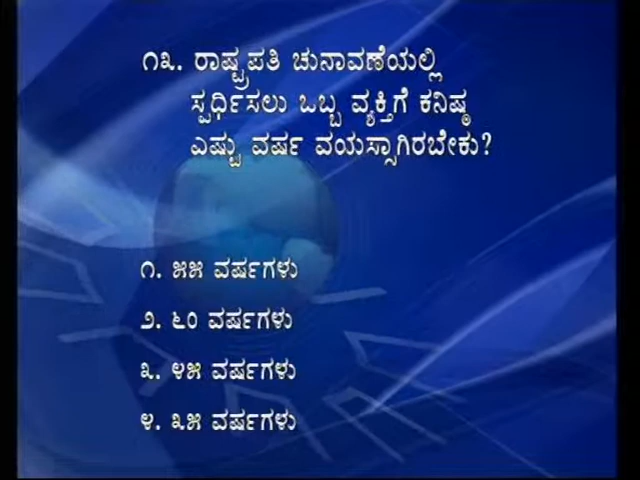 ೧೩. ರಾಷ್ಟ್ರಪತಿ ಚುನಾವಣೆಯಲ್ಲಿ
ಸ್ಪರ್ಧಿಸಲು ಒಬ್ಬ ವ್ಯಕ್ತಿಗೆ ಕನಿಷ್ಠ
ಎಷ್ಟು ವರ್ಷ ವಯಸ್ಸಾಗಿರಬೇಕು?
೧. ೫೫ ವರ್ಷಗಳು
೨. ೬೦ ವರ್ಷಗಳು
೩. ೪೫ ವರ್ಷಗಳು
೪. ೩೫ ವರ್ಷಗಳು